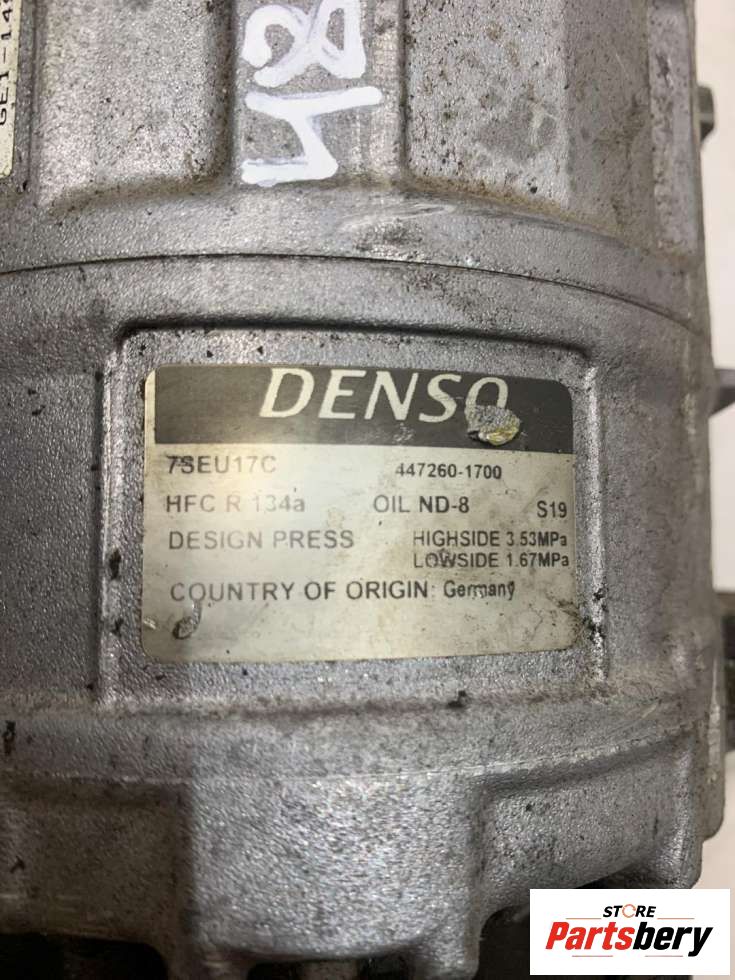 DENSO
7SEU17C 447260-1700
HFC R 134a OIL ND-8 S19
DESIGN PRESS HIGHSIDE 3.53MPa
LOWSIDE 1.67MPa
COUNTRY OF ORIGIN: Germany
STORE
Partsbery